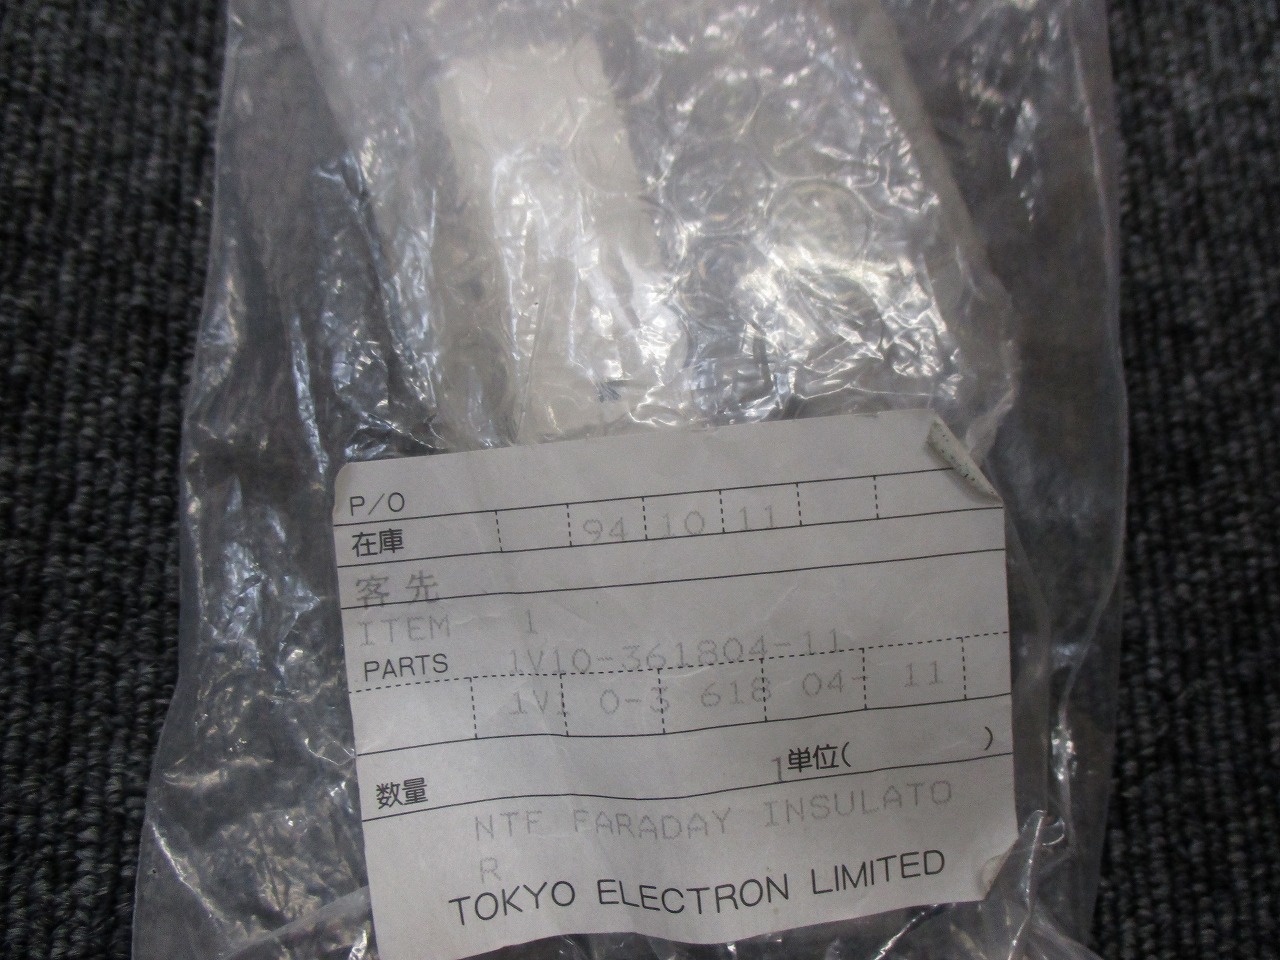 P/O
在庫 94 10 11
客先
ITEM 1
PARTS 1V10-361804-11
1V1 0-3 618 04- 11
数量 1 単位( )
NTF FARADAY INSULATO
R
TOKYO ELECTRON LIMITED